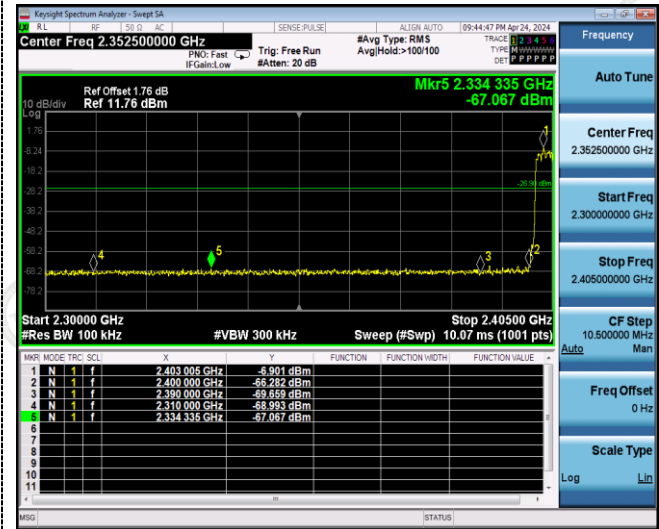 Keysight Spectrum Analyzer - Swept SA
RL RF 50 Ω AC SENSE:PULSE ALIGN AUTO 09:44:47 PM Apr 24, 2024
Center Freq 2.352500000 GHz
PNO: Fast
IFGain:Low
Trig: Free Run
#Atten: 20 dB
#Avg Type: RMS
Avg|Hold:>100/100
TRACE 1 2 3 4 5 6
TYPE M W W W W W
DET P P P P P P
Ref Offset 1.76 dB
10 dB/div Ref 11.76 dBm
Log
Mkr5 2.334 335 GHz
-67.067 dBm
1.76
-8.24
-18.2
-28.2
-38.2
-48.2
-58.2
-68.2
-78.2
-26.90 dBm
1
2
3
4
5
Start 2.30000 GHz
Stop 2.40500 GHz
#Res BW 100 kHz #VBW 300 kHz Sweep (#Swp) 10.07 ms (1001 pts)
MKR MODE TRC SCL X Y FUNCTION FUNCTION WIDTH FUNCTION VALUE
1 N 1 f 2.403 005 GHz -6.901 dBm
2 N 1 f 2.400 000 GHz -66.282 dBm
3 N 1 f 2.390 000 GHz -69.659 dBm
4 N 1 f 2.310 000 GHz -68.993 dBm
5 N 1 f 2.334 335 GHz -67.067 dBm
6
7
8
9
10
11
MSG STATUS
Frequency
Auto Tune
Center Freq
2.352500000 GHz
Start Freq
2.300000000 GHz
Stop Freq
2.405000000 GHz
CF Step
10.500000 MHz
Auto Man
Freq Offset
0 Hz
Scale Type
Log Lin